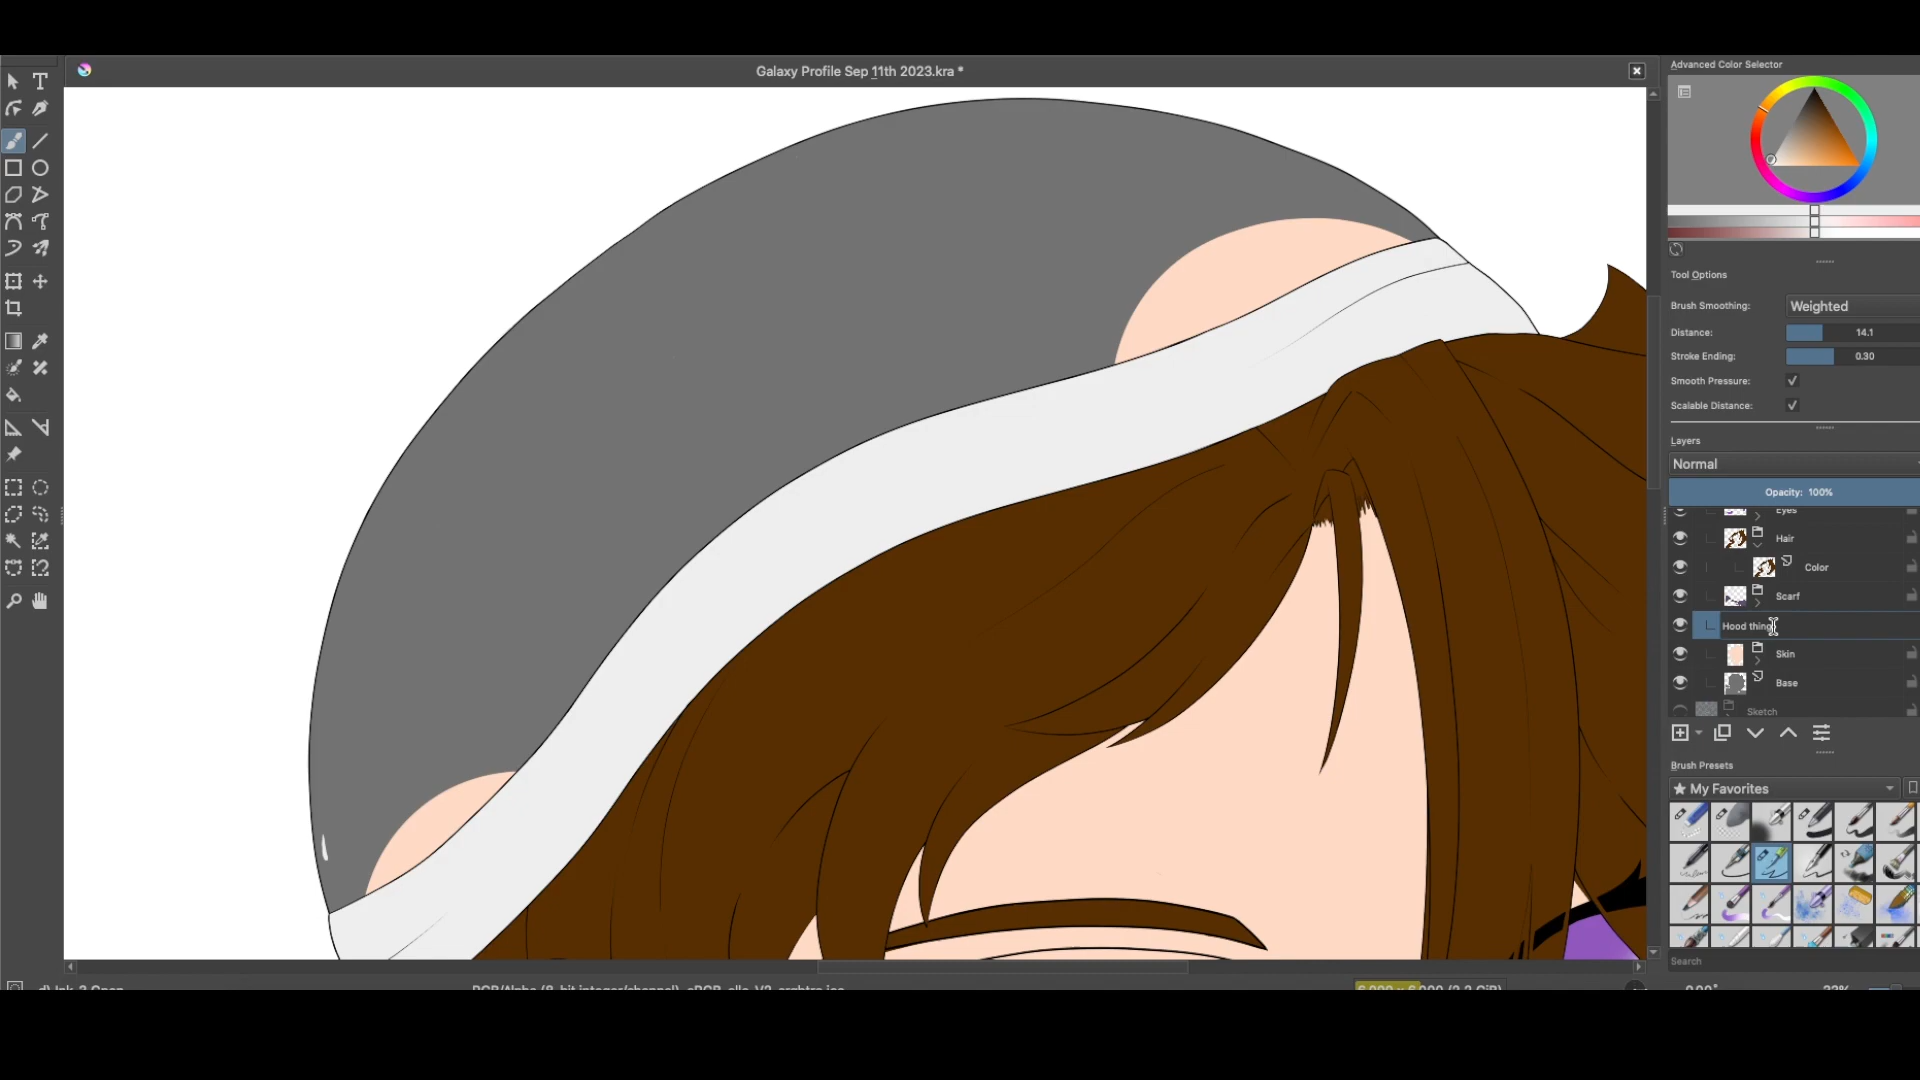 Galaxy Profile Sep 11th 2023.kra *
Advanced Color Selector
Tool Options
Brush Smoothing: Weighted
Distance: 14.1
Stroke Ending: 0.30
Smooth Pressure:
Scalable Distance:
Layers
Normal
Opacity: 100%
Eyes
Hair
Color
Scarf
Hood thing
Skin
Base
Sketch
Brush Presets
★ My Favorites
Search